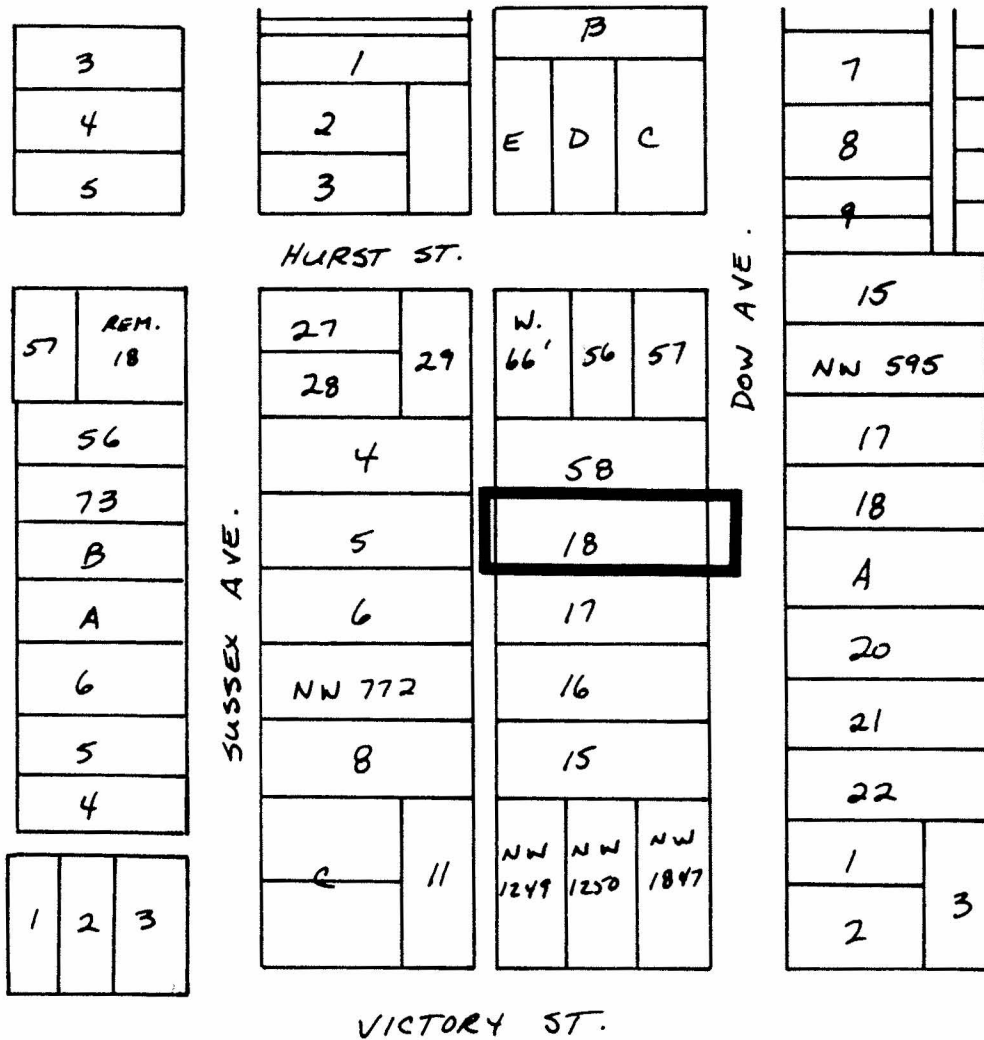 3
4
5
1
2
3
B
E D C
7
8
9
HURST ST.
DOW AVE.
SUSSEX AVE.
57
REM.
18
56
73
B
A
6
5
4
1 2 3
27
28
29
4
5
6
NW 772
8
C
11
W.
66'
56
57
58
18
17
16
15
NW
1249
NW
1250
NW
1847
15
NW 595
17
18
A
20
21
22
1
2
3
VICTORY ST.